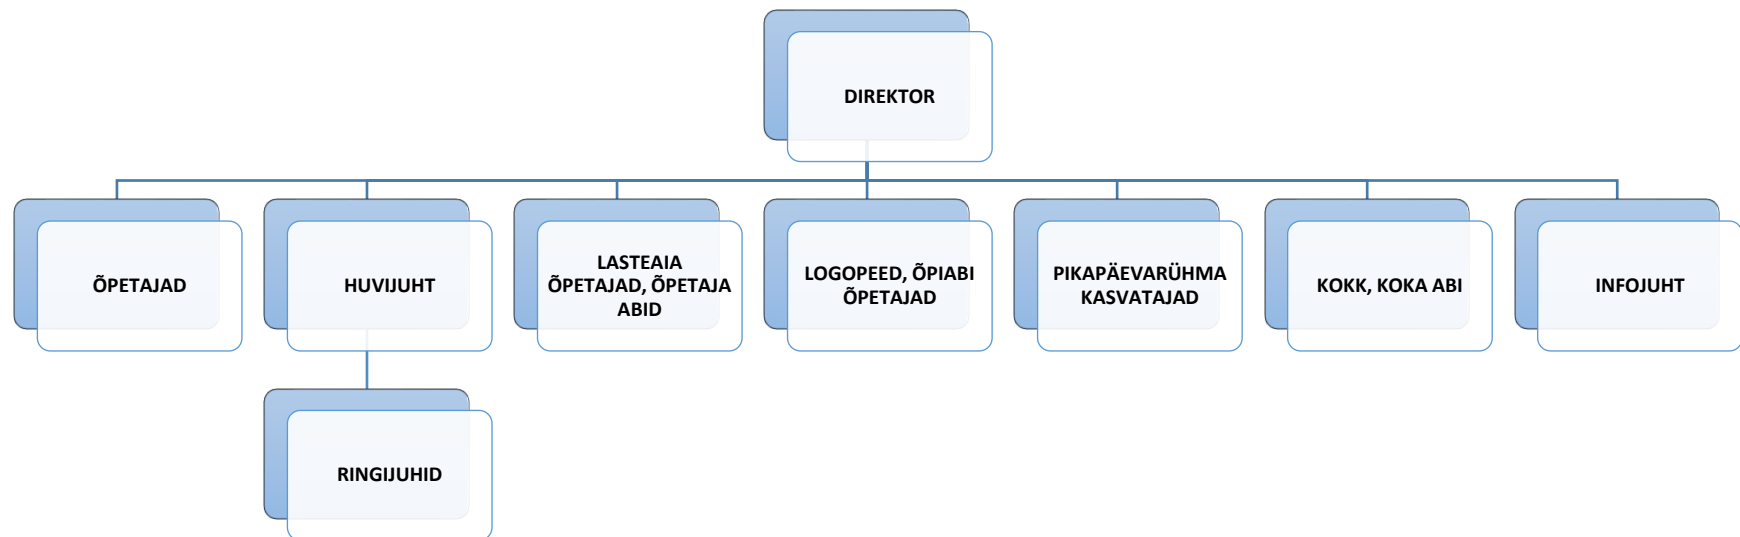 DIREKTOR
ÕPETAJAD
HUVIJUHT
LASTEAIA
ÕPETAJAD, ÕPETAJA
ABID
LOGOPEED, ÕPIABI
ÕPETAJAD
PIKAPÄEVARÜHMA
KASVATAJAD
KOKK, KOKA ABI
INFOJUHT
RINGIJUHID